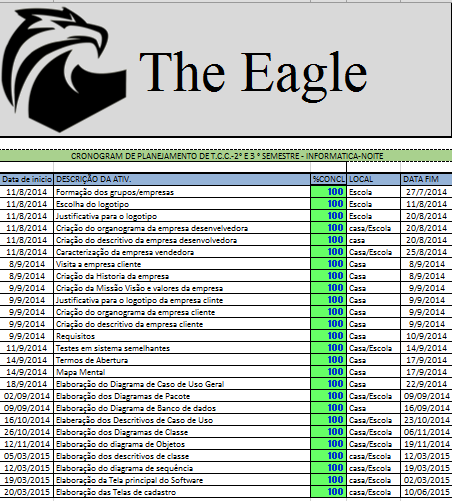 The Eagle
CRONOGRAM DE PLANEJAMENTO DE T.C.C.-2º E 3 º SEMESTRE - INFORMATICA-NOITE
Data de inicio DESCRIÇÃO DA ATIV. %CONCL LOCAL DATA FIM
11/8/2014 Formação dos grupos/empresas 100 Escola 27/7/2014
11/8/2014 Escolha do logotipo 100 Escola 11/8/2014
11/8/2014 Justificativa para o logotipo 100 Escola 20/8/2014
11/8/2014 Criação do organograma da empresa desenvelvedora 100 casa/Escola 20/8/2014
11/8/2014 Criação do descritivo da empresa desenvolvedora 100 casa 20/8/2014
11/8/2014 Caracterização da empresa vendedora 100 Casa/Escola 25/8/2014
8/9/2014 Visita a empresa cliente 100 Casa 8/9/2014
8/9/2014 Criação da Historia da empresa 100 Casa 8/9/2014
9/9/2014 Criação da Missão Visão e valores da empresa 100 Casa 9/9/2014
9/9/2014 Justificativa para o logotipo da empresa cliente 100 Casa 9/9/2014
9/9/2014 Criação do organograma da empresa cliente 100 Casa 9/9/2014
9/9/2014 Criação do descritivo da empresa cliente 100 Casa 9/9/2014
9/9/2014 Requisitos 100 Casa 10/9/2014
11/9/2014 Testes em sistema semelhantes 100 Casa/Escola 14/9/2014
14/9/2014 Termos de Abertura 100 Casa 17/9/2014
14/9/2014 Mapa Mental 100 Casa 17/9/2014
18/9/2014 Elaboração do Diagrama de Caso de Uso Geral 100 Casa 22/9/2014
02/09/2014 Elaboração dos Diagramas de Pacote 100 Casa/Escola 09/09/2014
09/09/2014 Elaboração do Diagrama de Banco de dados 100 Casa 16/09/2014
16/10/2014 Elaboração dos Descritivos de Caso de Uso 100 Casa/Escola 23/10/2014
26/10/2014 Elaboração dos Diagramas de Classe 100 Casa/Escola 06/11/2014
12/11/2014 Elaboração do diagrama de Objetos 100 Casa/Escola 19/11/2014
05/03/2015 Elaboração dos descritivos de classe 100 Casa/Escola 12/03/2015
12/03/2015 Elaboração do diagrama de sequência 100 Casa/Escola 19/03/2015
19/03/2015 Elaboração da Tela principal do Software 100 Casa/Escola 02/03/2015
20/03/2015 Elaboração das Telas de cadastro 100 Casa/Escola 10/06/2015